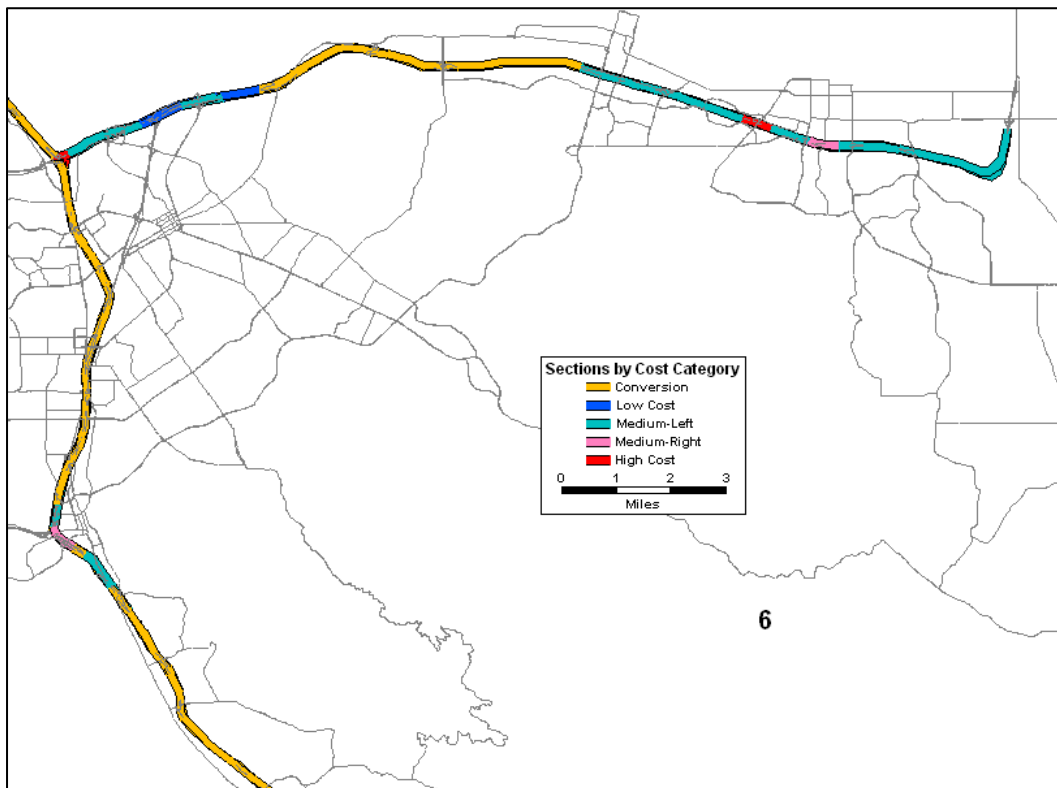 Sections by Cost Category
Conversion
Low Cost
Medium-Left
Medium-Right
High Cost
0 1 2 3
Miles
6